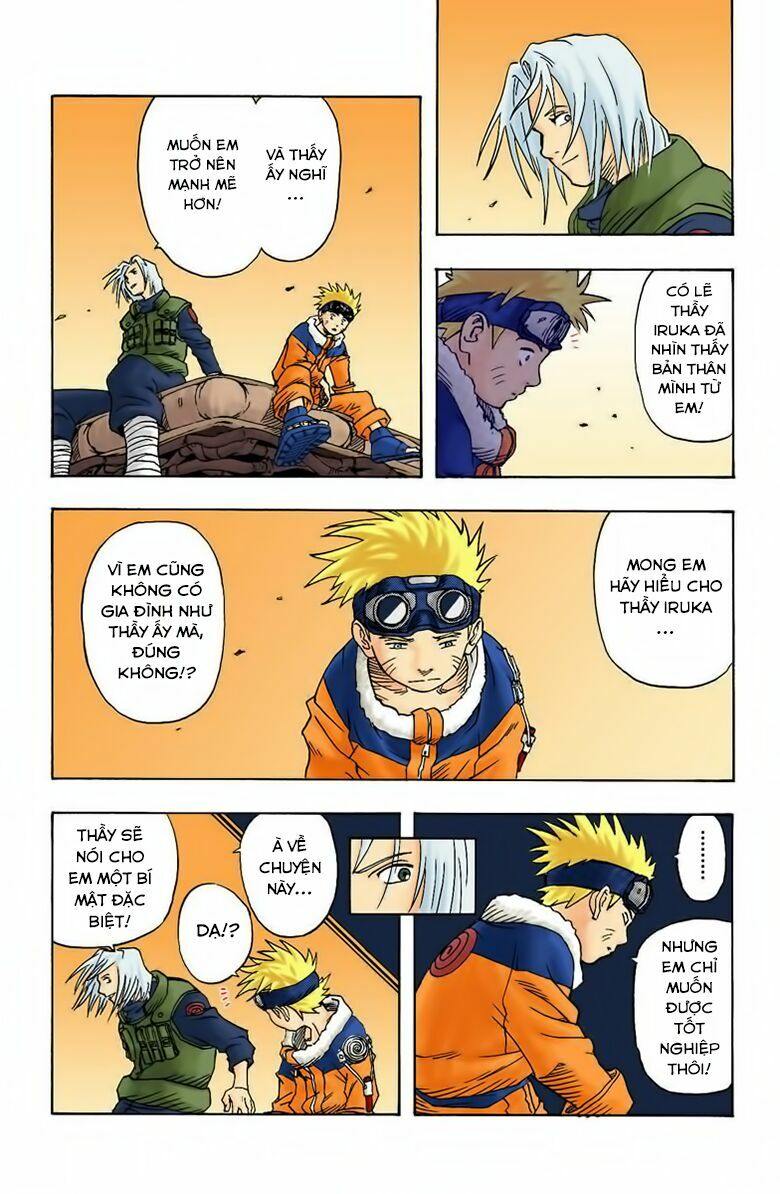 CÓ LẼ
THẦY
IRUKA ĐÃ
NHÌN THẤY
BẢN THÂN
MÌNH TỪ
EM!
VÀ THẦY
ẤY NGHĨ
...
MUỐN EM
TRỞ NÊN
MẠNH MẼ
HƠN!
MONG EM
HÃY HIỂU CHO
THẦY IRUKA
...
VÌ EM CŨNG
KHÔNG CÓ
GIA ĐÌNH NHƯ
THẦY ẤY MÀ,
ĐÚNG
KHÔNG!?
........
NHƯNG
EM CHỈ
MUỐN
ĐƯỢC
TỐT
NGHIỆP
THÔI!
À VỀ
CHUYỆN
NÀY...
DẠ!?
THẦY SẼ
NÓI CHO
EM MỘT BÍ
MẬT ĐẶC
BIỆT!